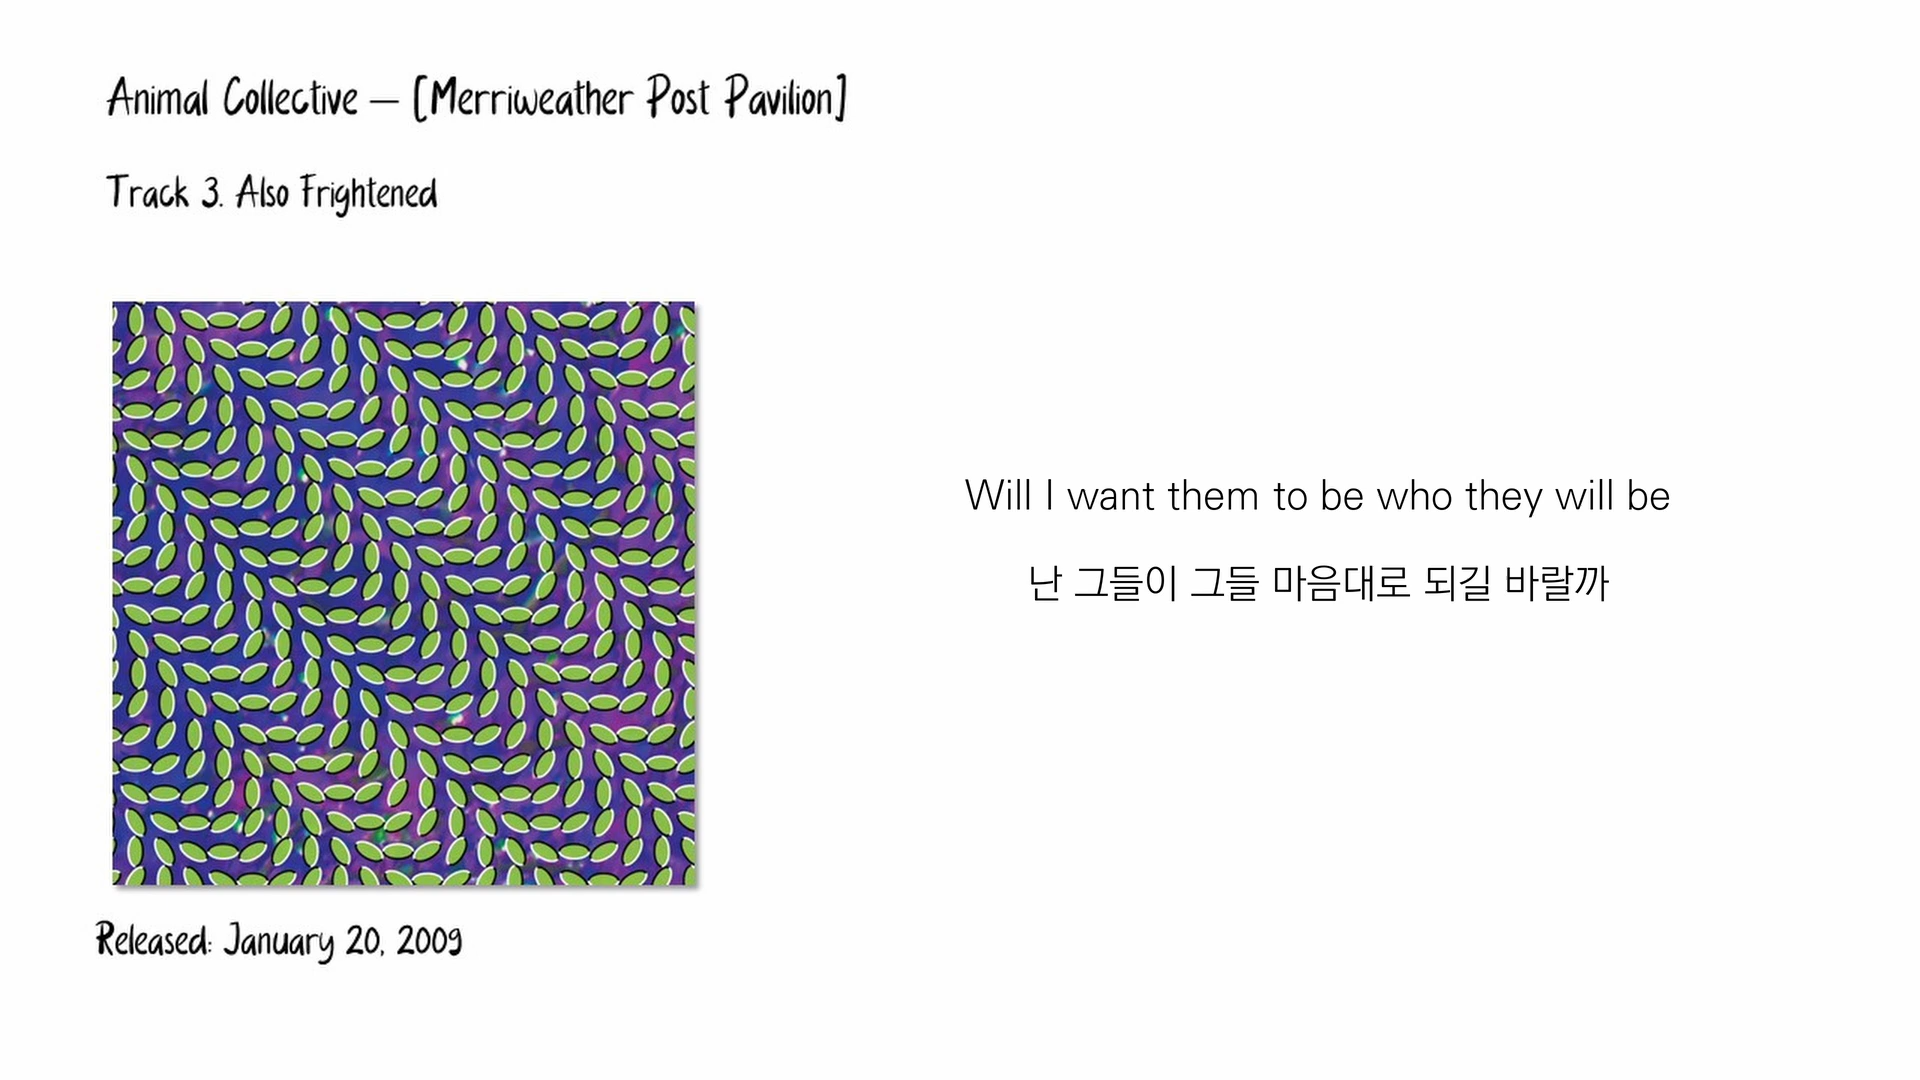 Animal Collective – [Merriweather Post Pavilion]
Track 3. Also Frightened
Will I want them to be who they will be
난 그들이 그들 마음대로 되길 바랄까
Released: January 20, 2009